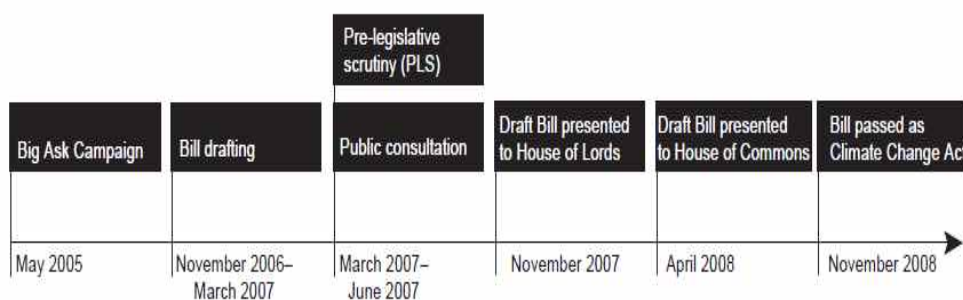 Pre-legislative
scrutiny (PLS)
Big Ask Campaign
Bill drafting
Public consultation
Draft Bill presented
to House of Lords
Draft Bill presented
to House of Commons
Bill passed as
Climate Change Act
May 2005
November 2006–
March 2007
March 2007–
June 2007
November 2007
April 2008
November 2008